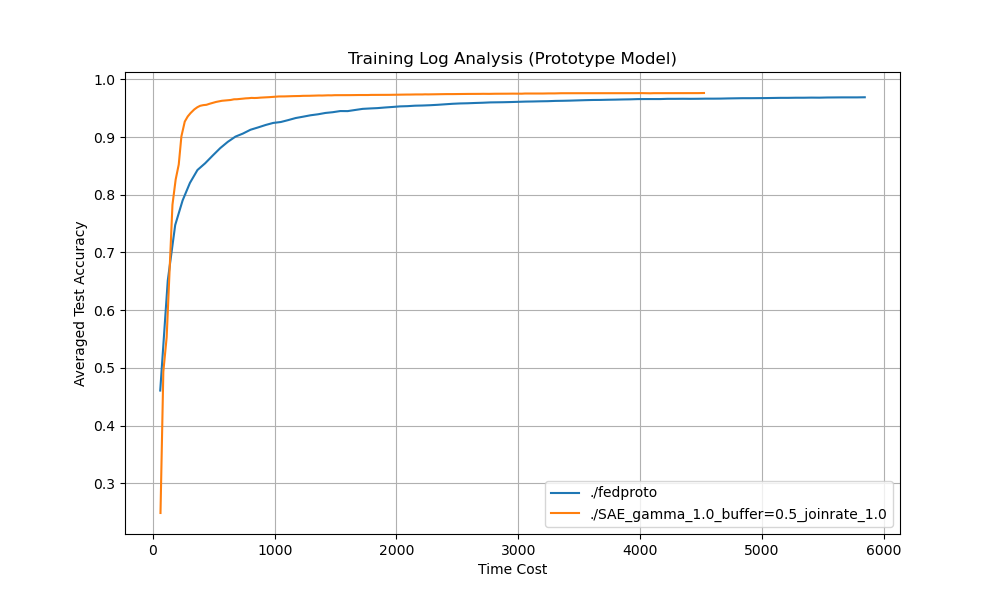 Training Log Analysis (Prototype Model)
Averaged Test Accuracy
1.0
0.9
0.8
0.7
0.6
0.5
0.4
0.3
./fedproto
./SAE_gamma_1.0_buffer=0.5_joinrate_1.0
0 1000 2000 3000 4000 5000 6000
Time Cost